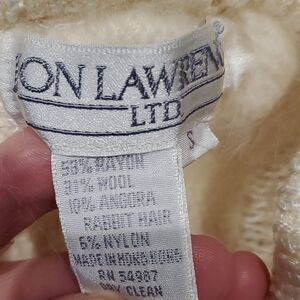 EON LAWREN
LTD.
S
53% RAYON
31% WOOL
10% ANGORA
RABBIT HAIR
6% NYLON
MADE IN HONG KONG
RN 54987
DRY CLEAN